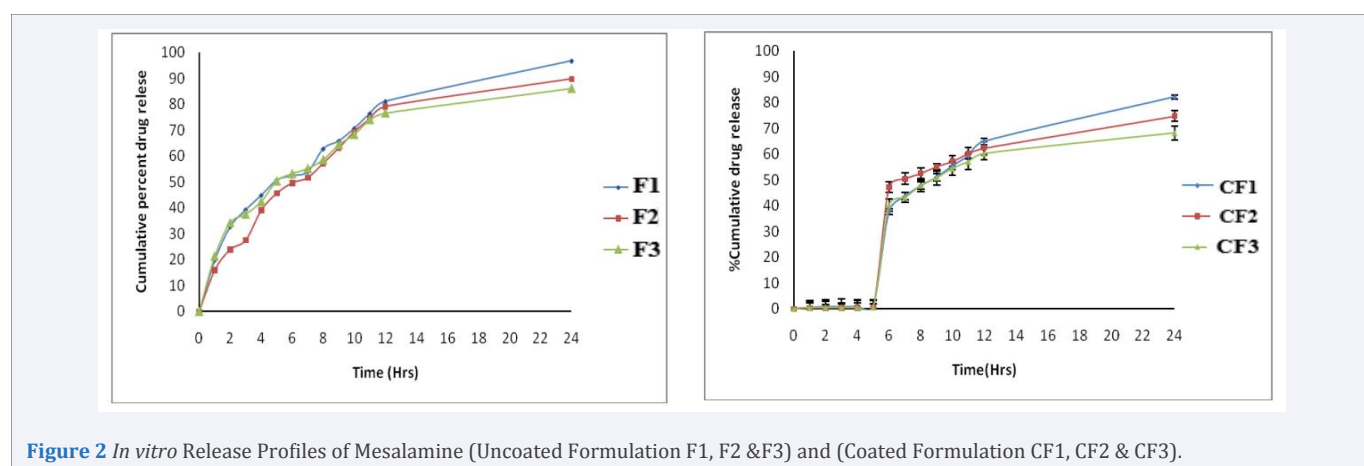 Cumulative percent drug relese
100
90
80
70
60
50
40
30
20
10
0
0 2 4 6 8 10 12 14 16 18 20 22 24
Time (Hrs)
F1
F2
F3
%Cumulative drug release
100
90
80
70
60
50
40
30
20
10
0
0 2 4 6 8 10 12 14 16 18 20 22 24
Time(Hrs)
CF1
CF2
CF3
Figure 2 In vitro Release Profiles of Mesalamine (Uncoated Formulation F1, F2 &F3) and (Coated Formulation CF1, CF2 & CF3).